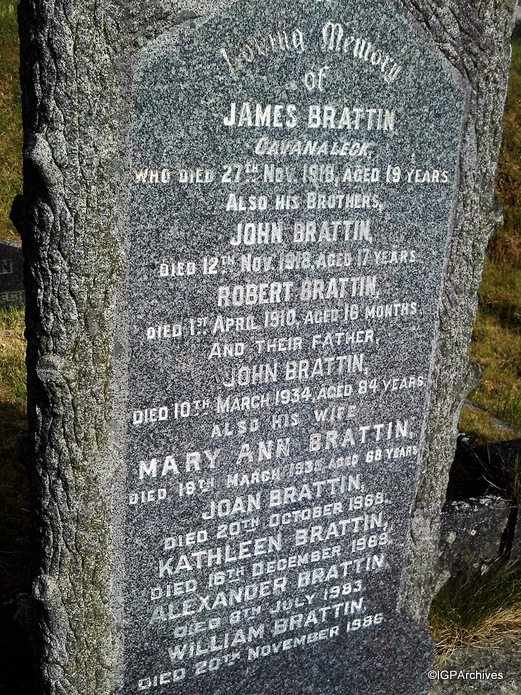 Loving Memory
of
JAMES BRATTIN
CAVANALECK,
WHO DIED 27TH NOV. 1918, AGED 19 YEARS
ALSO HIS BROTHERS,
JOHN BRATTIN,
DIED 12TH NOV. 1918, AGED 17 YEARS
ROBERT BRATTIN,
DIED 1ST APRIL 1910, AGED 16 MONTHS
AND THEIR FATHER,
JOHN BRATTIN,
DIED 10TH MARCH 1934, AGED 84 YEARS
ALSO HIS WIFE
MARY ANN BRATTIN,
DIED 19TH MARCH 1936 AGED 68 YEARS
JOAN BRATTIN,
DIED 20TH OCTOBER 1968.
KATHLEEN BRATTIN,
DIED 16TH DECEMBER 1969.
ALEXANDER BRATTIN,
DIED 8TH JULY 1983
WILLIAM BRATTIN,
DIED 20TH NOVEMBER 1986
©IGPArchives